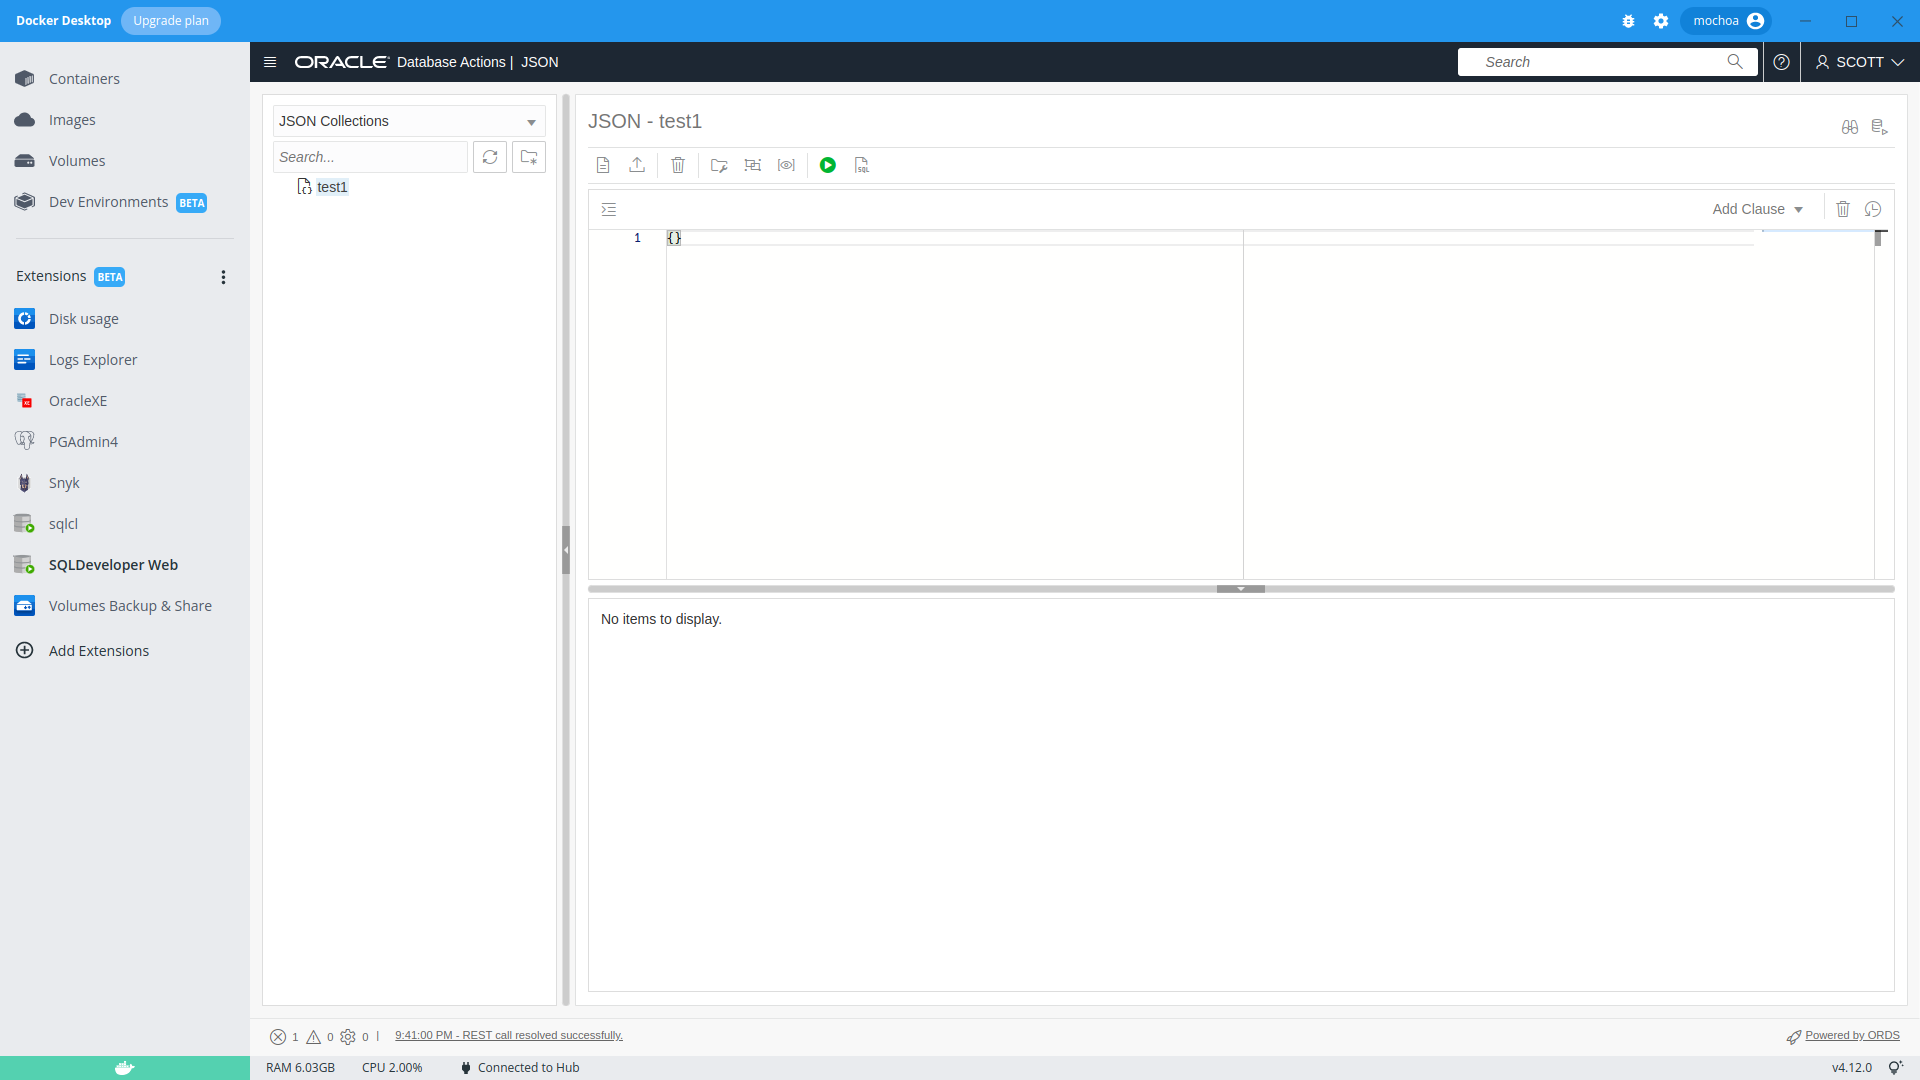 Docker Desktop Upgrade plan mochoa
Containers
Images
Volumes
Dev Environments BETA
Extensions BETA
Disk usage
Logs Explorer
OracleXE
PGAdmin4
Snyk
sqlcl
SQLDeveloper Web
Volumes Backup & Share
Add Extensions
ORACLE Database Actions | JSON Search SCOTT
JSON Collections
Search...
test1
JSON - test1
SQL
Add Clause
1 {}
No items to display.
1 0 0 | 9:41:00 PM - REST call resolved successfully. Powered by ORDS
RAM 6.03GB CPU 2.00% Connected to Hub v4.12.0